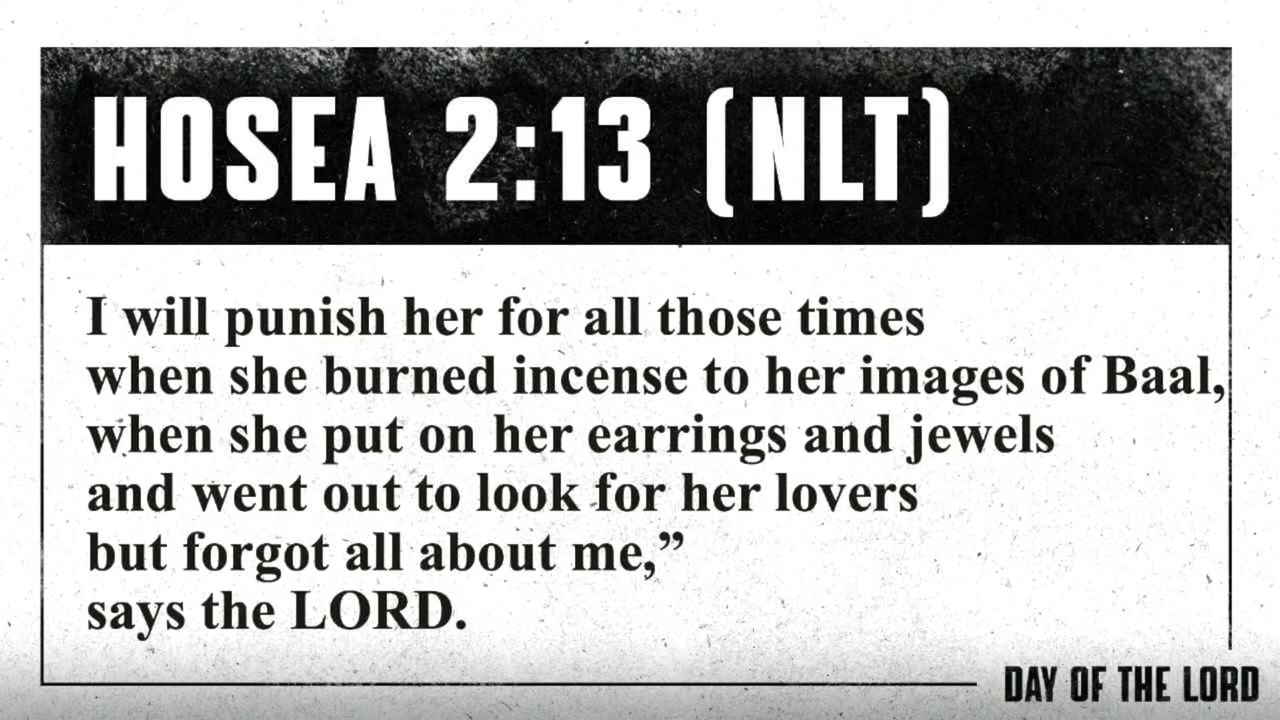 HOSEA 2:13 (NLT)
I will punish her for all those times
when she burned incense to her images of Baal,
when she put on her earrings and jewels
and went out to look for her lovers
but forgot all about me,”
says the LORD.
DAY OF THE LORD